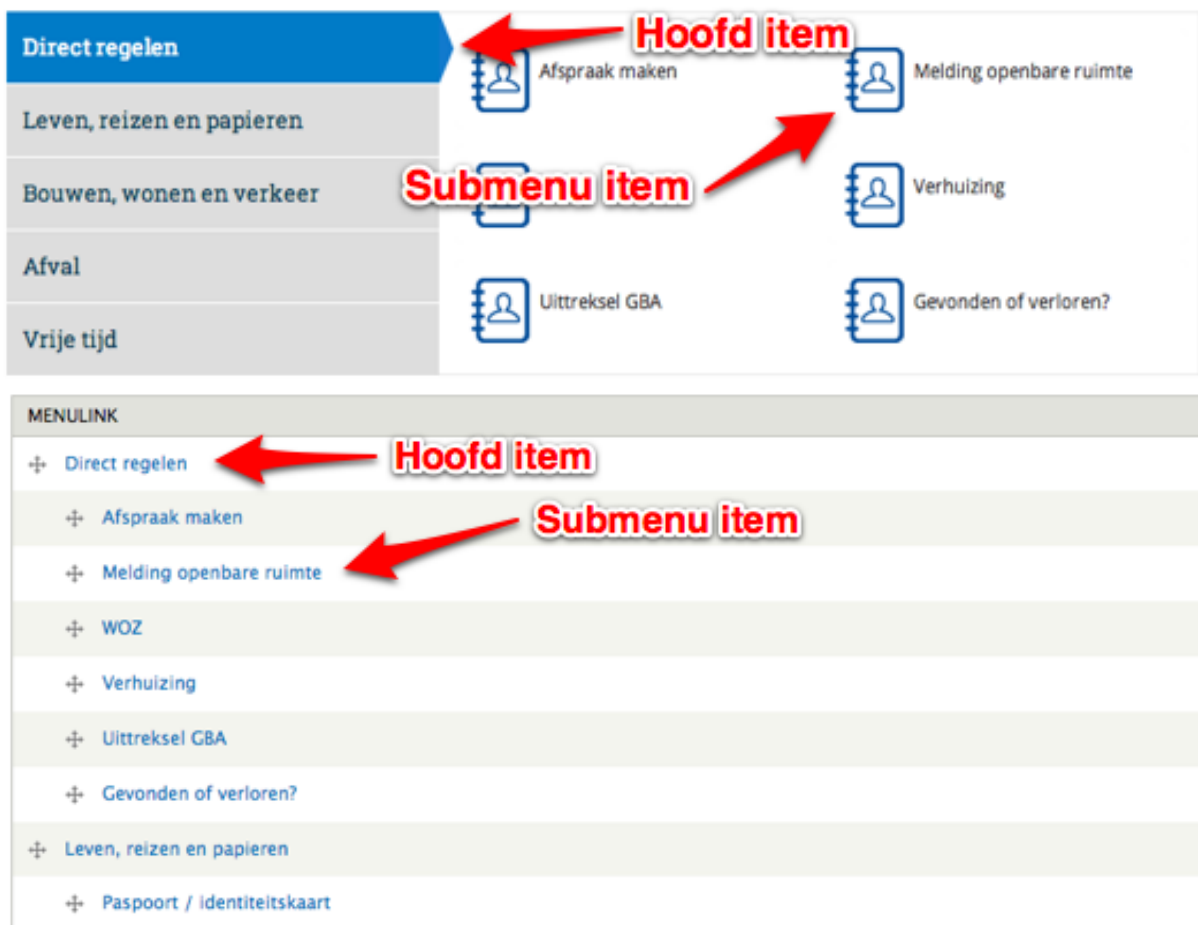 Direct regelen
Leven, reizen en papieren
Bouwen, wonen en verkeer
Afval
Vrije tijd
Hoofd item
Afspraak maken
Melding openbare ruimte
Submenu item
Verhuizing
Uittreksel GBA
Gevonden of verloren?
MENULINK
Direct regelen
Hoofd item
Afspraak maken
Submenu item
Melding openbare ruimte
WOZ
Verhuizing
Uittreksel GBA
Gevonden of verloren?
Leven, reizen en papieren
Paspoort / identiteitskaart